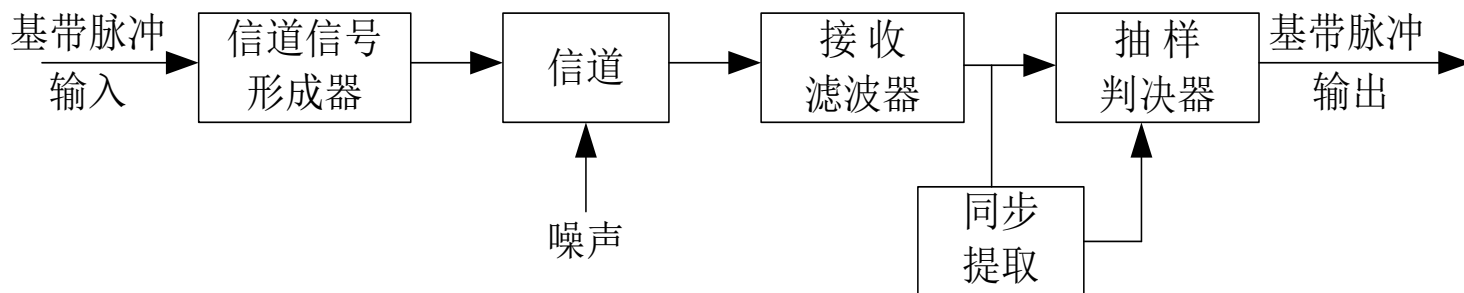 基带脉冲
输入
信道信号
形成器
信道
噪声
接 收
滤波器
同步
提取
抽 样
判决器
基带脉冲
输出